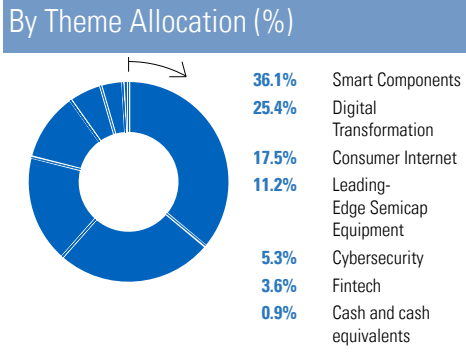 By Theme Allocation (%)
36.1% Smart Components
25.4% Digital
Transformation
17.5% Consumer Internet
11.2% Leading-
Edge Semicap
Equipment
5.3% Cybersecurity
3.6% Fintech
0.9% Cash and cash
equivalents